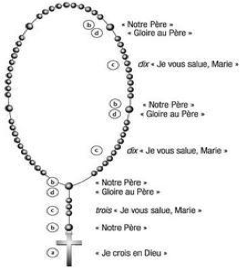 b « Notre Père »
d « Gloire au Père »
c dix « Je vous salue, Marie »
b « Notre Père »
d « Gloire au Père »
c dix « Je vous salue, Marie »
b « Notre Père »
d « Gloire au Père »
c trois « Je vous salue, Marie »
b « Notre Père »
a « Je crois en Dieu »